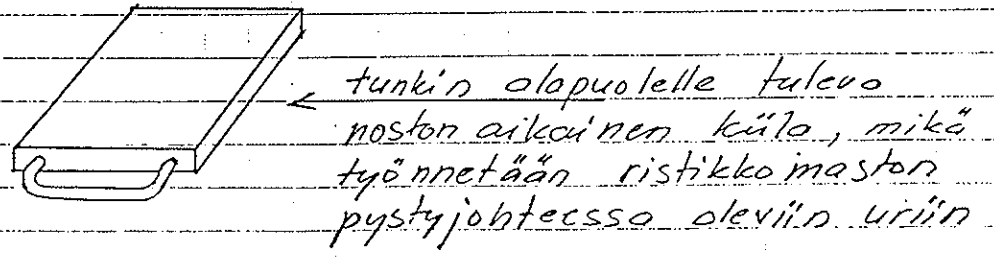 tunkin alapuolelle tuleva
noston aikainen kiila, mikä
työnnetään ristikkomaston
pystyjohteessa oleviin uriin